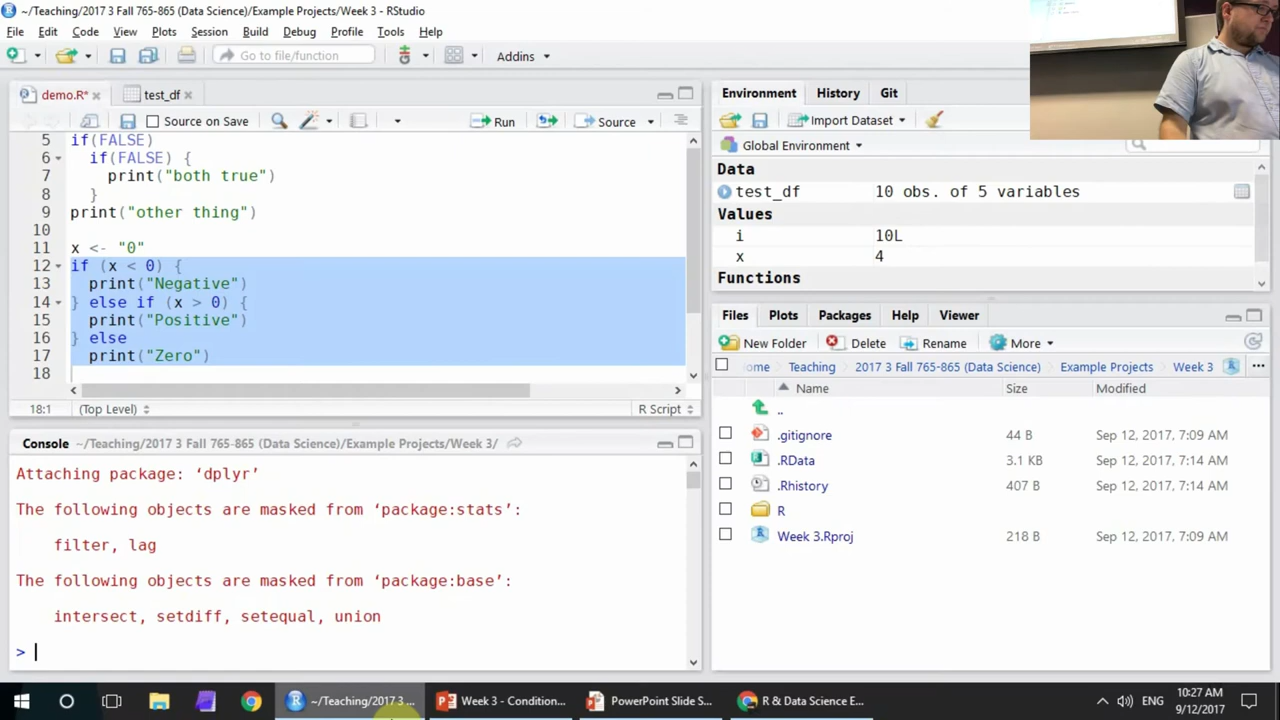 ~/Teaching/2017 3 Fall 765-865 (Data Science)/Example Projects/Week 3 - RStudio
File Edit Code View Plots Session Build Debug Profile Tools Help
Go to file/function Addins
demo.R* test_df
Source on Save Run Source
5 if(FALSE)
6 if(FALSE) {
7 print("both true")
8 }
9 print("other thing")
10
11 x <- "0"
12 if (x < 0) {
13 print("Negative")
14 } else if (x > 0) {
15 print("Positive")
16 } else
17 print("Zero")
18
18:1 (Top Level) R Script
Console ~/Teaching/2017 3 Fall 765-865 (Data Science)/Example Projects/Week 3/
Attaching package: ‘dplyr’
The following objects are masked from ‘package:stats’:
filter, lag
The following objects are masked from ‘package:base’:
intersect, setdiff, setequal, union
>
Environment History Git
Import Dataset
Global Environment
Data
test_df 10 obs. of 5 variables
Values
i 10L
x 4
Functions
Files Plots Packages Help Viewer
New Folder Delete Rename More
ome Teaching 2017 3 Fall 765-865 (Data Science) Example Projects Week 3 ...
Name Size Modified
..
.gitignore 44 B Sep 12, 2017, 7:09 AM
.RData 3.1 KB Sep 12, 2017, 7:14 AM
.Rhistory 407 B Sep 12, 2017, 7:14 AM
R
Week 3.Rproj 218 B Sep 12, 2017, 7:09 AM
~/Teaching/2017 3 ... Week 3 - Condition... PowerPoint Slide S... R & Data Science E... ENG 10:27 AM
9/12/2017